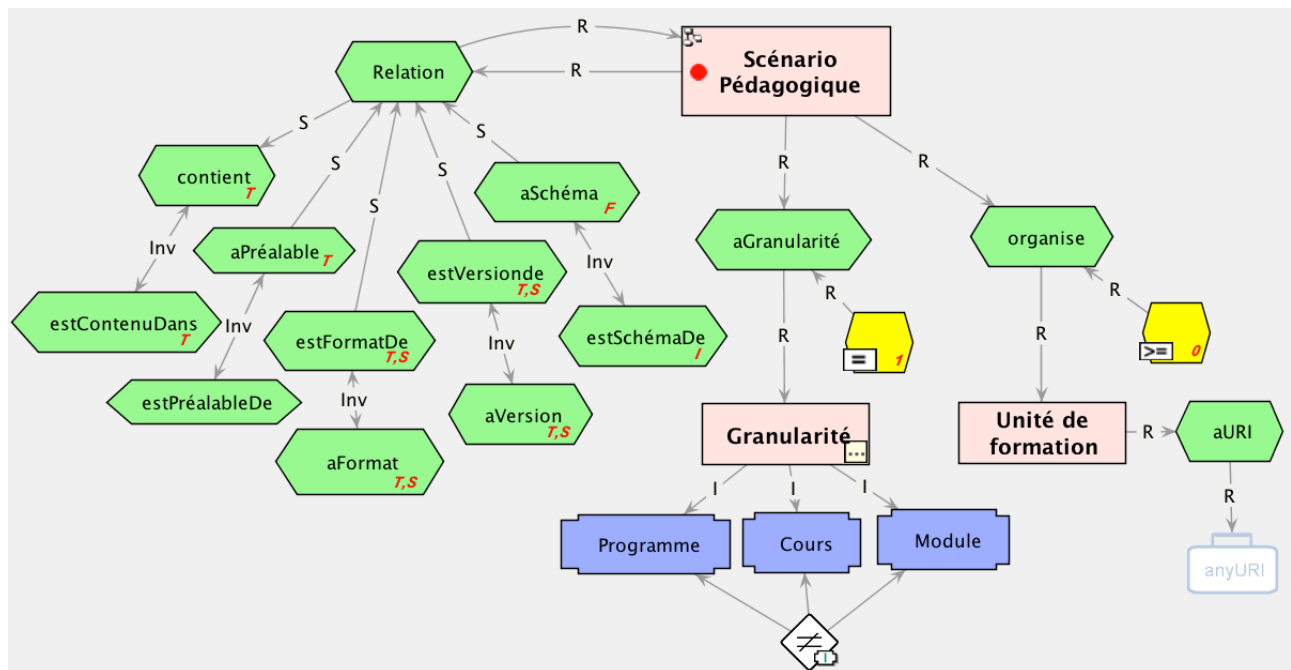 R
Relation
R
Scénario
Pédagogique
S
contient
T
S
S
S
S
aSchéma
F
R
R
Inv
aPréalable
T
estVersionde
T,S
Inv
aGranularité
organise
estContenuDans
T
Inv
estFormatDe
T,S
Inv
estSchémaDe
I
R
R
=
1
R
R
>=
0
estPréalableDe
Inv
aVersion
T,S
aFormat
T,S
Granularité
...
Unité de
formation
R
aURI
I
I
I
R
Programme
Cours
Module
anyURI
≠
I